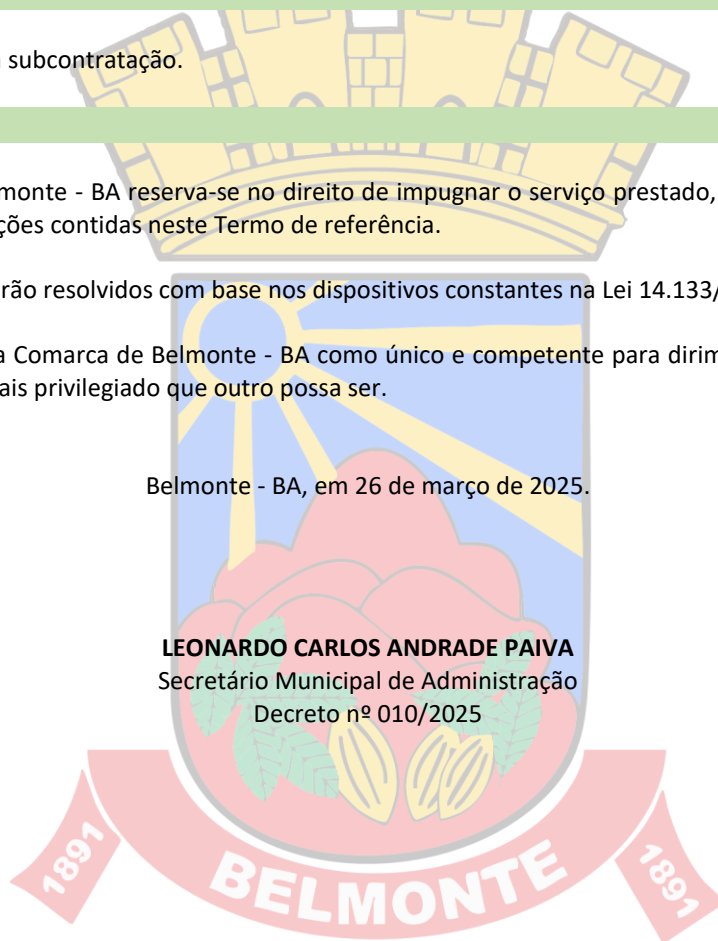 subcontratação.
monte - BA reserva-se no direito de impugnar o serviço prestado,
ções contidas neste Termo de referência.
rão resolvidos com base nos dispositivos constantes na Lei 14.133/
a Comarca de Belmonte - BA como único e competente para dirim
ais privilegiado que outro possa ser.
Belmonte - BA, em 26 de março de 2025.
LEONARDO CARLOS ANDRADE PAIVA
Secretário Municipal de Administração
Decreto nº 010/2025
1891
BELMONTE
1891